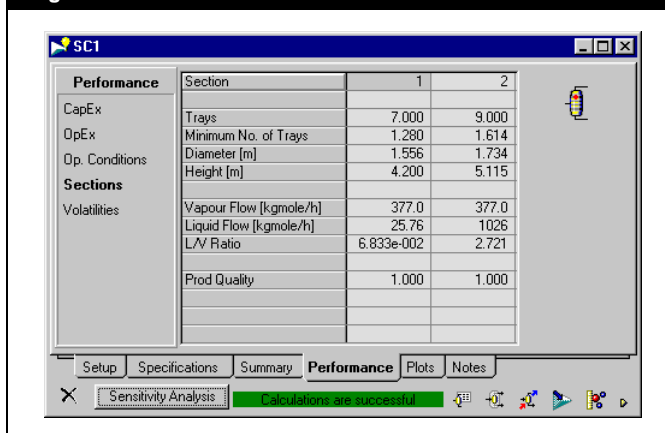 SC1
Performance
CapEx
OpEx
Op. Conditions
Sections
Volatilities
Section 1 2
Trays 7.000 9.000
Minimum No. of Trays 1.280 1.614
Diameter [m] 1.556 1.734
Height [m] 4.200 5.115
Vapour Flow [kgmole/h] 377.0 377.0
Liquid Flow [kgmole/h] 25.76 1026
L/V Ratio 6.833e-002 2.721
Prod Quality 1.000 1.000
Setup Specifications Summary Performance Plots Notes
Sensitivity Analysis Calculations are successful